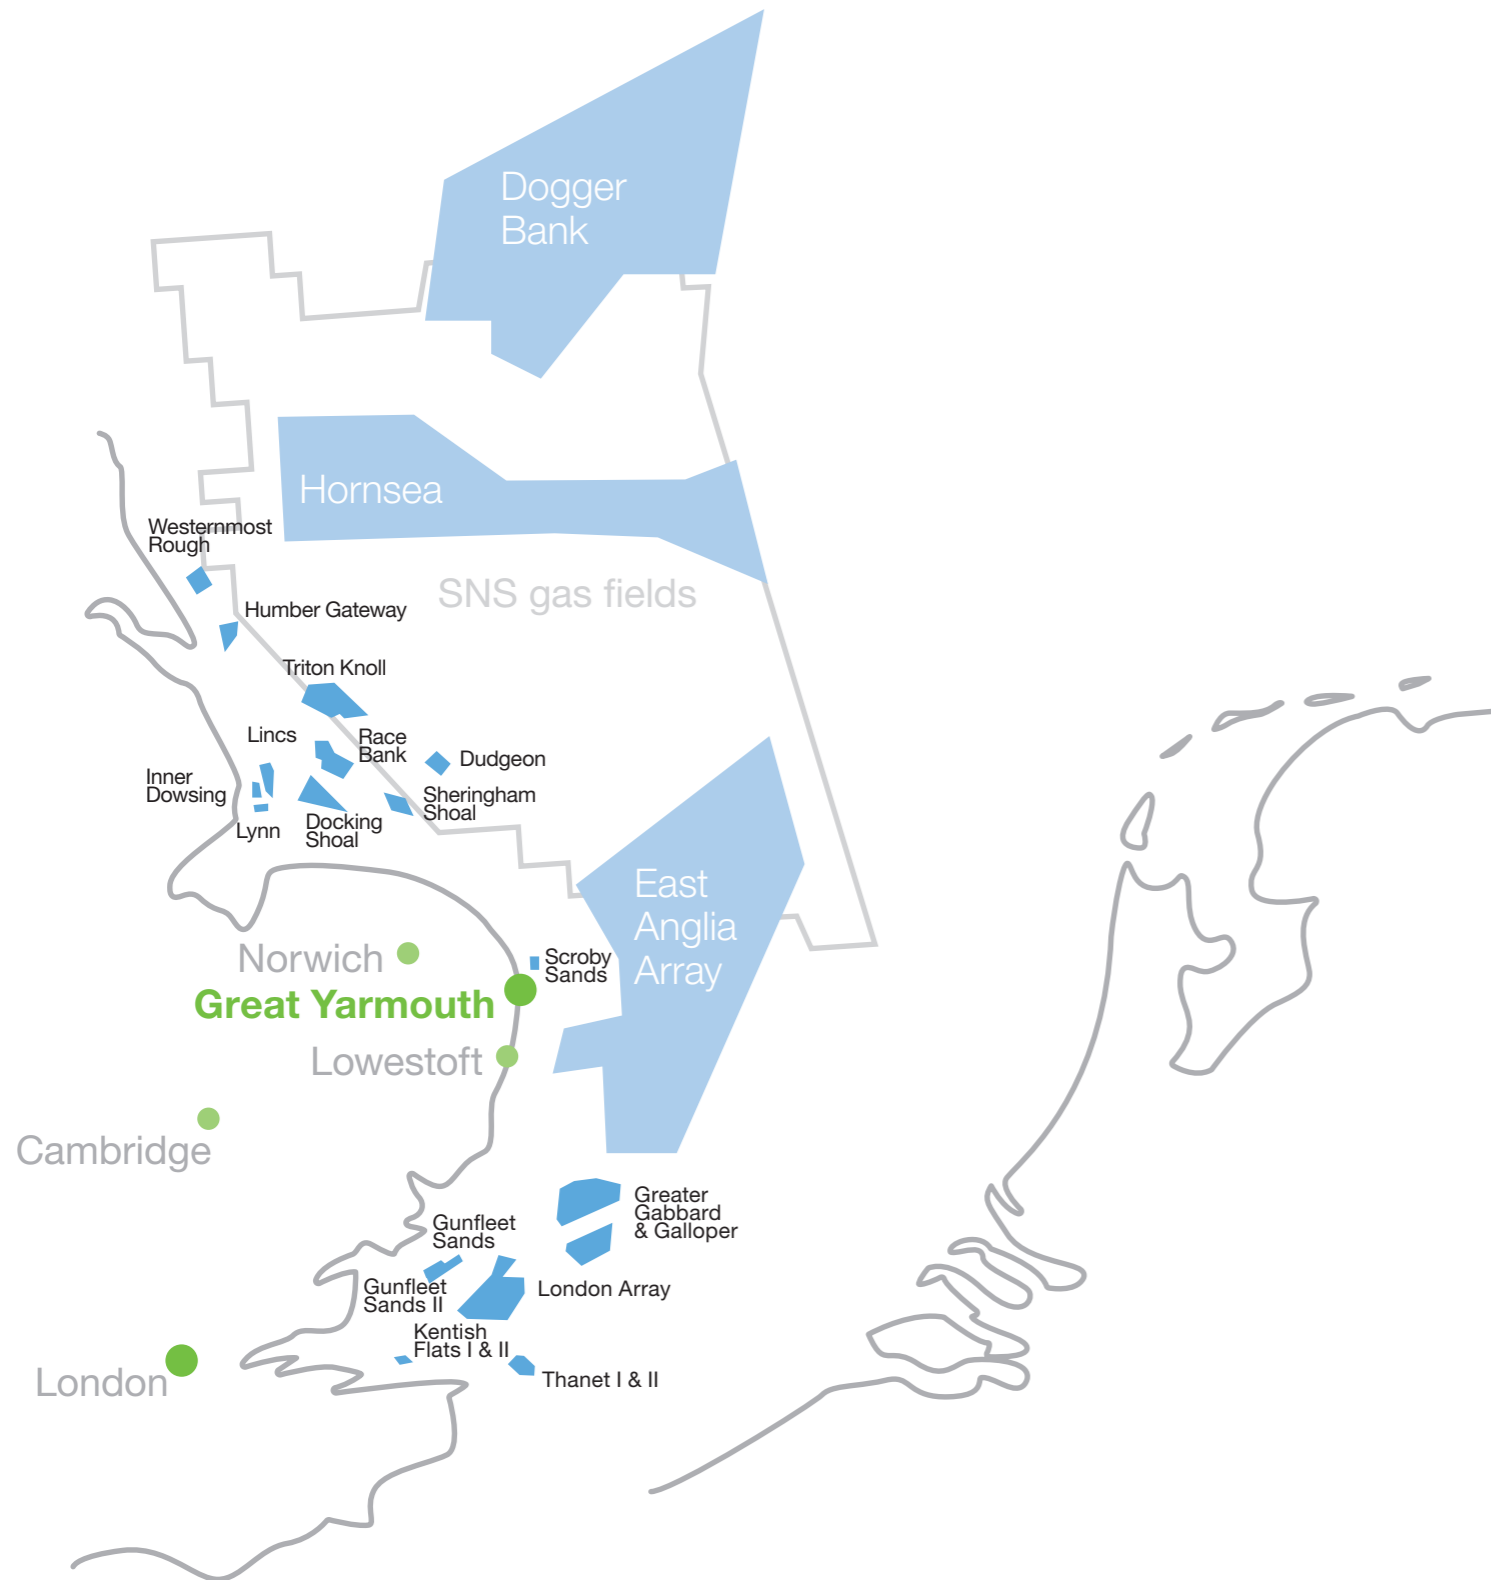 Dogger
Bank
Hornsea
Westernmost
Rough
SNS gas fields
Humber Gateway
Triton Knoll
Lincs
Race
Bank
Dudgeon
Inner
Dowsing
Sheringham
Shoal
Lynn
Docking
Shoal
East
Anglia
Array
Norwich
Scroby
Sands
Great Yarmouth
Lowestoft
Cambridge
Greater
Gabbard
& Galloper
Gunfleet
Sands
Gunfleet
Sands II
London Array
Kentish
Flats I & II
London
Thanet I & II